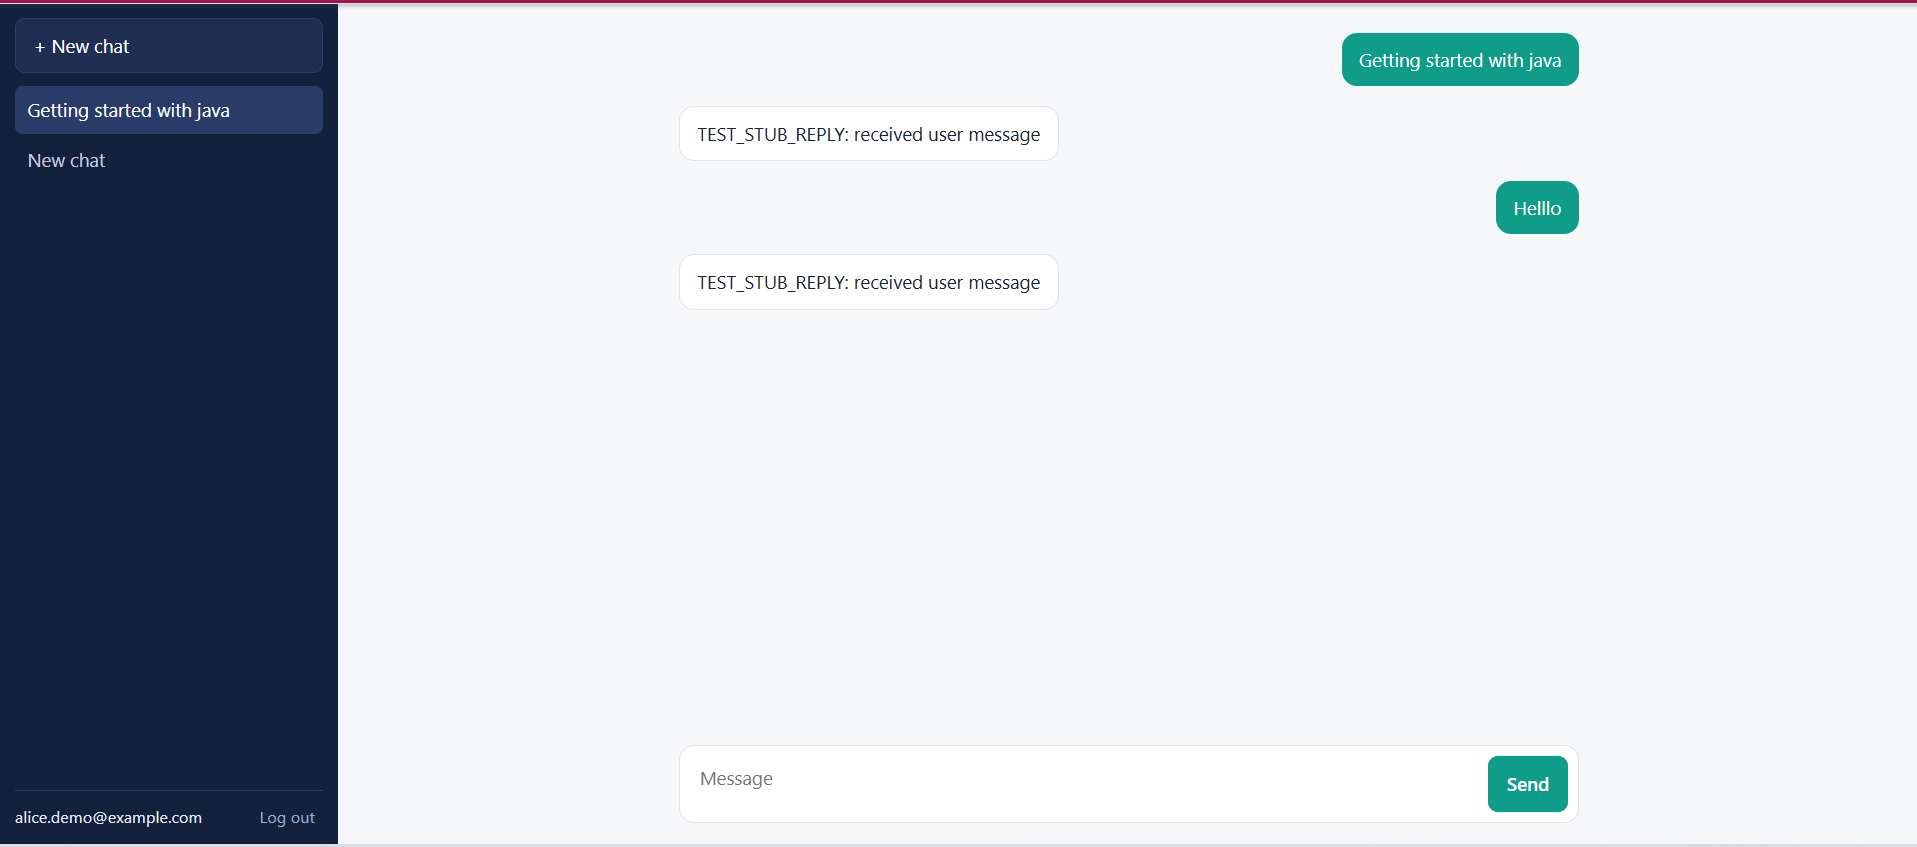 + New chat
Getting started with java
New chat
alice.demo@example.com
Log out
Getting started with java
TEST_STUB_REPLY: received user message
Helllo
TEST_STUB_REPLY: received user message
Message
Send